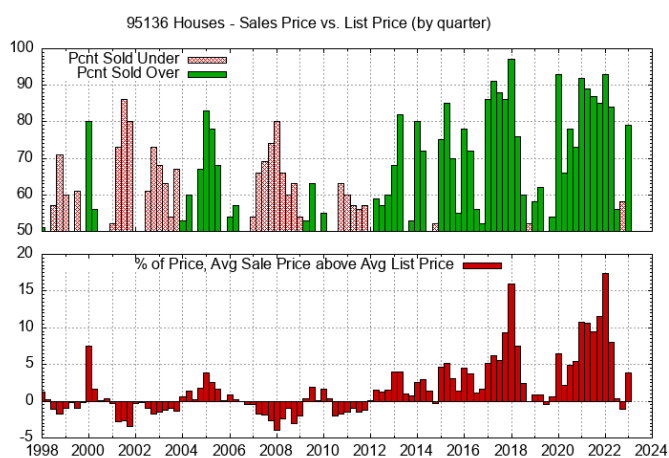 95136 Houses - Sales Price vs. List Price (by quarter)
100
90
80
70
60
50
Pcnt Sold Under
Pcnt Sold Over
20
15
10
5
0
-5
% of Price, Avg Sale Price above Avg List Price
1998 2000 2002 2004 2006 2008 2010 2012 2014 2016 2018 2020 2022 2024